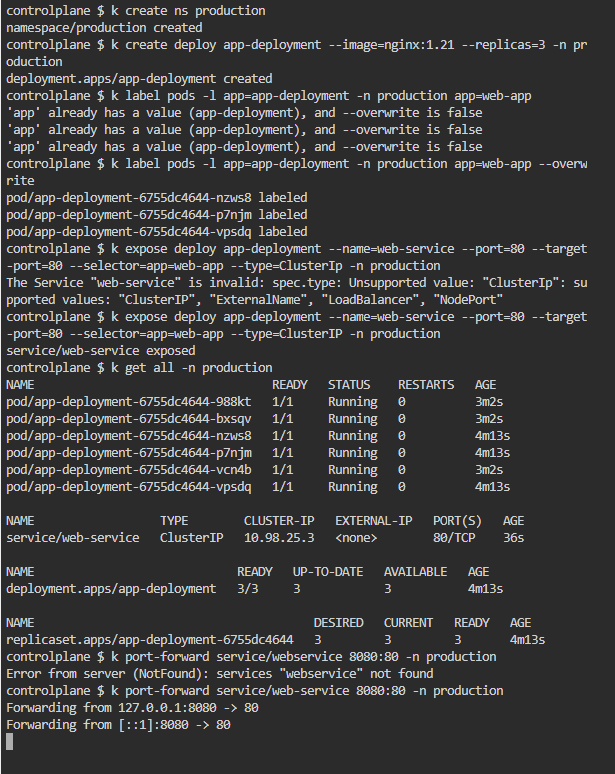 controlplane $ k create ns production
namespace/production created
controlplane $ k create deploy app-deployment --image=nginx:1.21 --replicas=3 -n pr
oduction
deployment.apps/app-deployment created
controlplane $ k label pods -l app=app-deployment -n production app=web-app
'app' already has a value (app-deployment), and --overwrite is false
'app' already has a value (app-deployment), and --overwrite is false
'app' already has a value (app-deployment), and --overwrite is false
controlplane $ k label pods -l app=app-deployment -n production app=web-app --overw
rite
pod/app-deployment-6755dc4644-nzws8 labeled
pod/app-deployment-6755dc4644-p7njm labeled
pod/app-deployment-6755dc4644-vpsdq labeled
controlplane $ k expose deploy app-deployment --name=web-service --port=80 --target
-port=80 --selector=app=web-app --type=ClusterIp -n production
The Service "web-service" is invalid: spec.type: Unsupported value: "ClusterIp": su
pported values: "ClusterIP", "ExternalName", "LoadBalancer", "NodePort"
controlplane $ k expose deploy app-deployment --name=web-service --port=80 --target
-port=80 --selector=app=web-app --type=ClusterIP -n production
service/web-service exposed
controlplane $ k get all -n production
NAME                                  READY   STATUS    RESTARTS   AGE
pod/app-deployment-6755dc4644-988kt   1/1     Running   0          3m2s
pod/app-deployment-6755dc4644-bxsqv   1/1     Running   0          3m2s
pod/app-deployment-6755dc4644-nzws8   1/1     Running   0          4m13s
pod/app-deployment-6755dc4644-p7njm   1/1     Running   0          4m13s
pod/app-deployment-6755dc4644-vcn4b   1/1     Running   0          3m2s
pod/app-deployment-6755dc4644-vpsdq   1/1     Running   0          4m13s
NAME                  TYPE        CLUSTER-IP   EXTERNAL-IP   PORT(S)   AGE
service/web-service   ClusterIP   10.98.25.3   <none>        80/TCP    36s
NAME                             READY   UP-TO-DATE   AVAILABLE   AGE
deployment.apps/app-deployment   3/3     3            3           4m13s
NAME                                        DESIRED   CURRENT   READY   AGE
replicaset.apps/app-deployment-6755dc4644   3         3         3       4m13s
controlplane $ k port-forward service/webservice 8080:80 -n production
Error from server (NotFound): services "webservice" not found
controlplane $ k port-forward service/web-service 8080:80 -n production
Forwarding from 127.0.0.1:8080 -> 80
Forwarding from [::1]:8080 -> 80